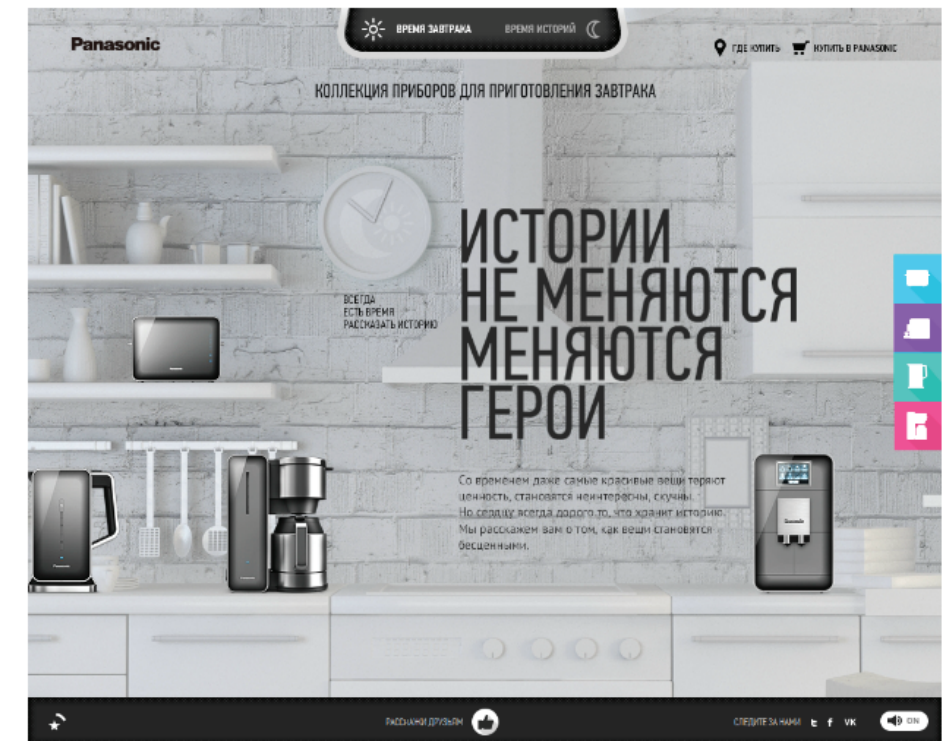 ВРЕМЯ ЗАВТРАКА
ВРЕМЯ ИСТОРИЙ
Panasonic
ГДЕ КУПИТЬ
КУПИТЬ В PANASONIC
КОЛЛЕКЦИЯ ПРИБОРОВ ДЛЯ ПРИГОТОВЛЕНИЯ ЗАВТРАКА
ИСТОРИИ
НЕ МЕНЯЮТСЯ
МЕНЯЮТСЯ
ГЕРОИ
ВСЕГДА
ЕСТЬ ВРЕМЯ
РАССКАЗАТЬ ИСТОРИЮ
Со временем даже самые красивые вещи теряют
ценность, становятся неинтересны, скучны.
Но сердцу всегда дорого то, что хранит историю.
Мы расскажем вам о том, как вещи становятся
бесценными.
РАССКАЖИ ДРУЗЬЯМ
СЛЕДИТЕ ЗА НАМИ
ON